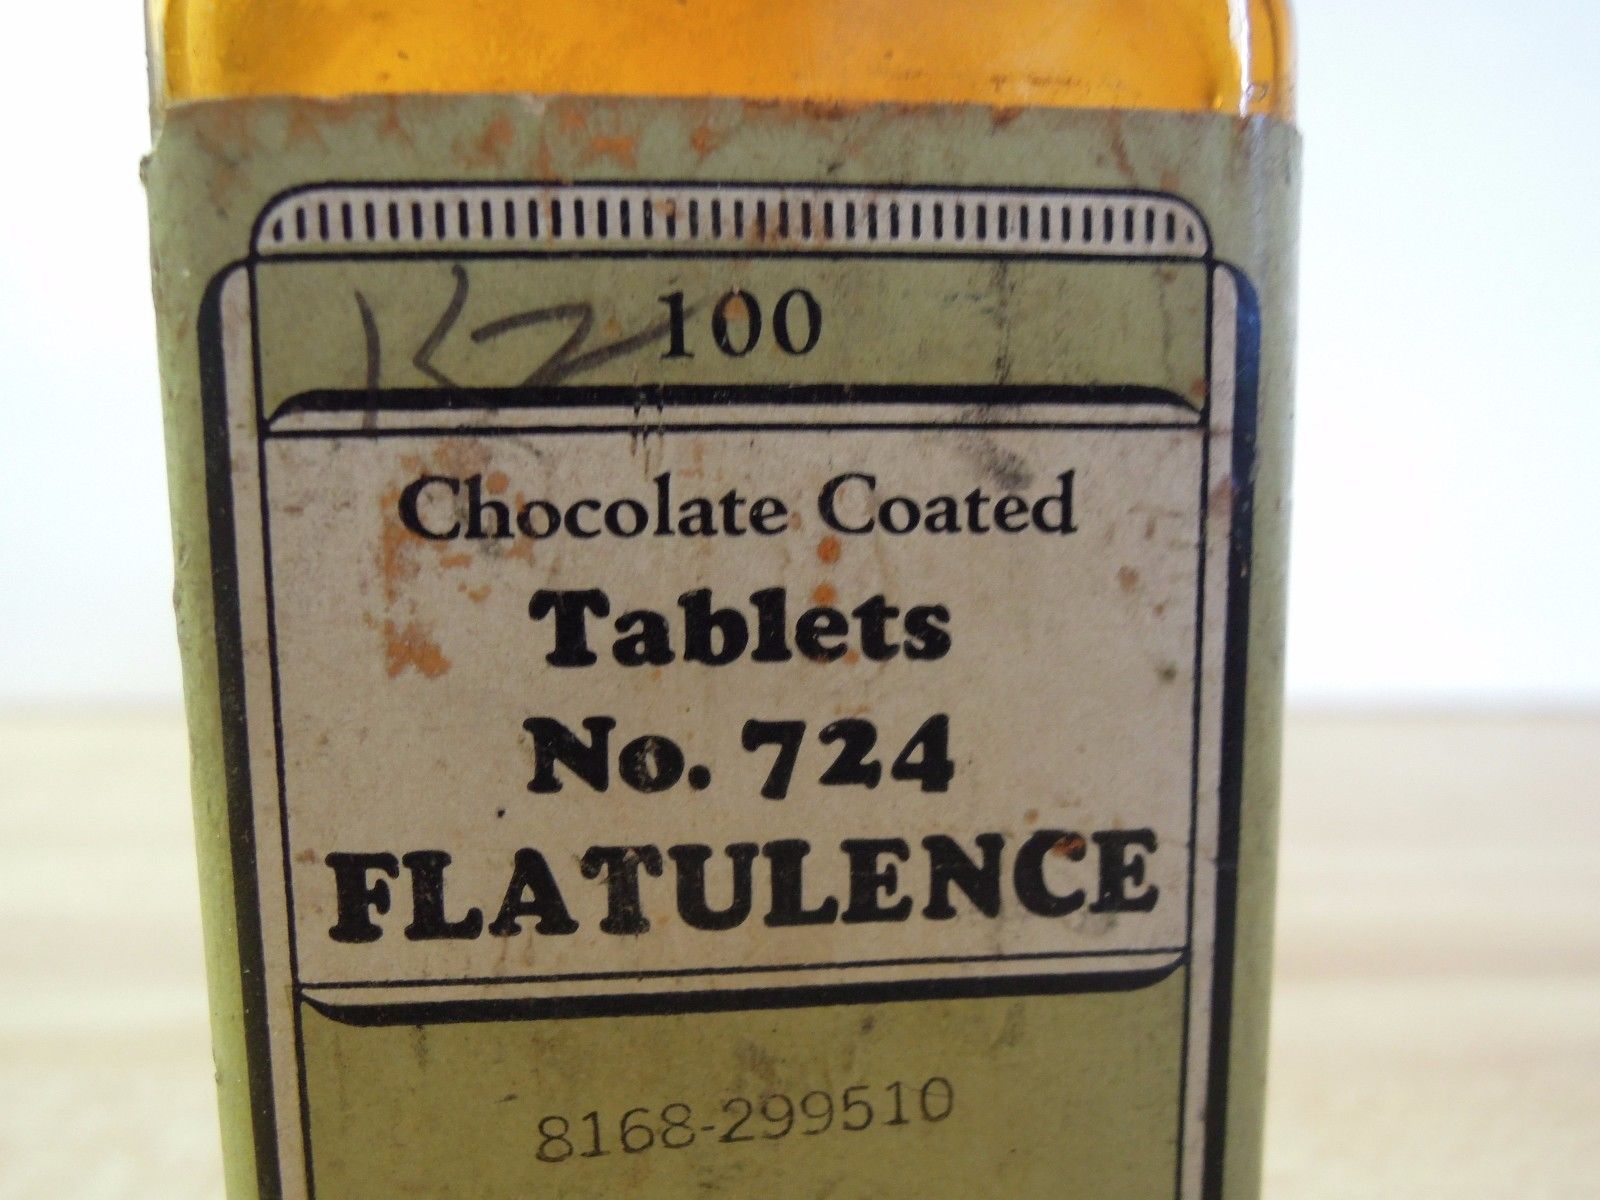 100
Chocolate Coated
Tablets
No. 724
FLATULENCE
8168-299510